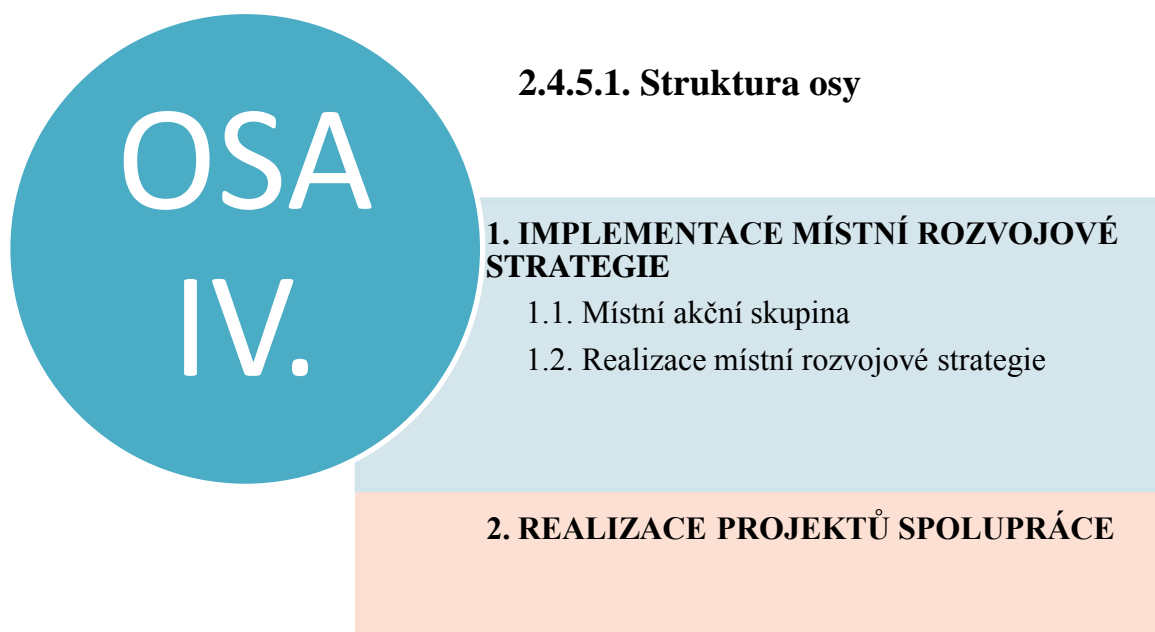 2.4.5.1. Struktura osy
OSA
IV.
1. IMPLEMENTACE MÍSTNÍ ROZVOJOVÉ
STRATEGIE
1.1. Místní akční skupina
1.2. Realizace místní rozvojové strategie
2. REALIZACE PROJEKTŮ SPOLUPRÁCE